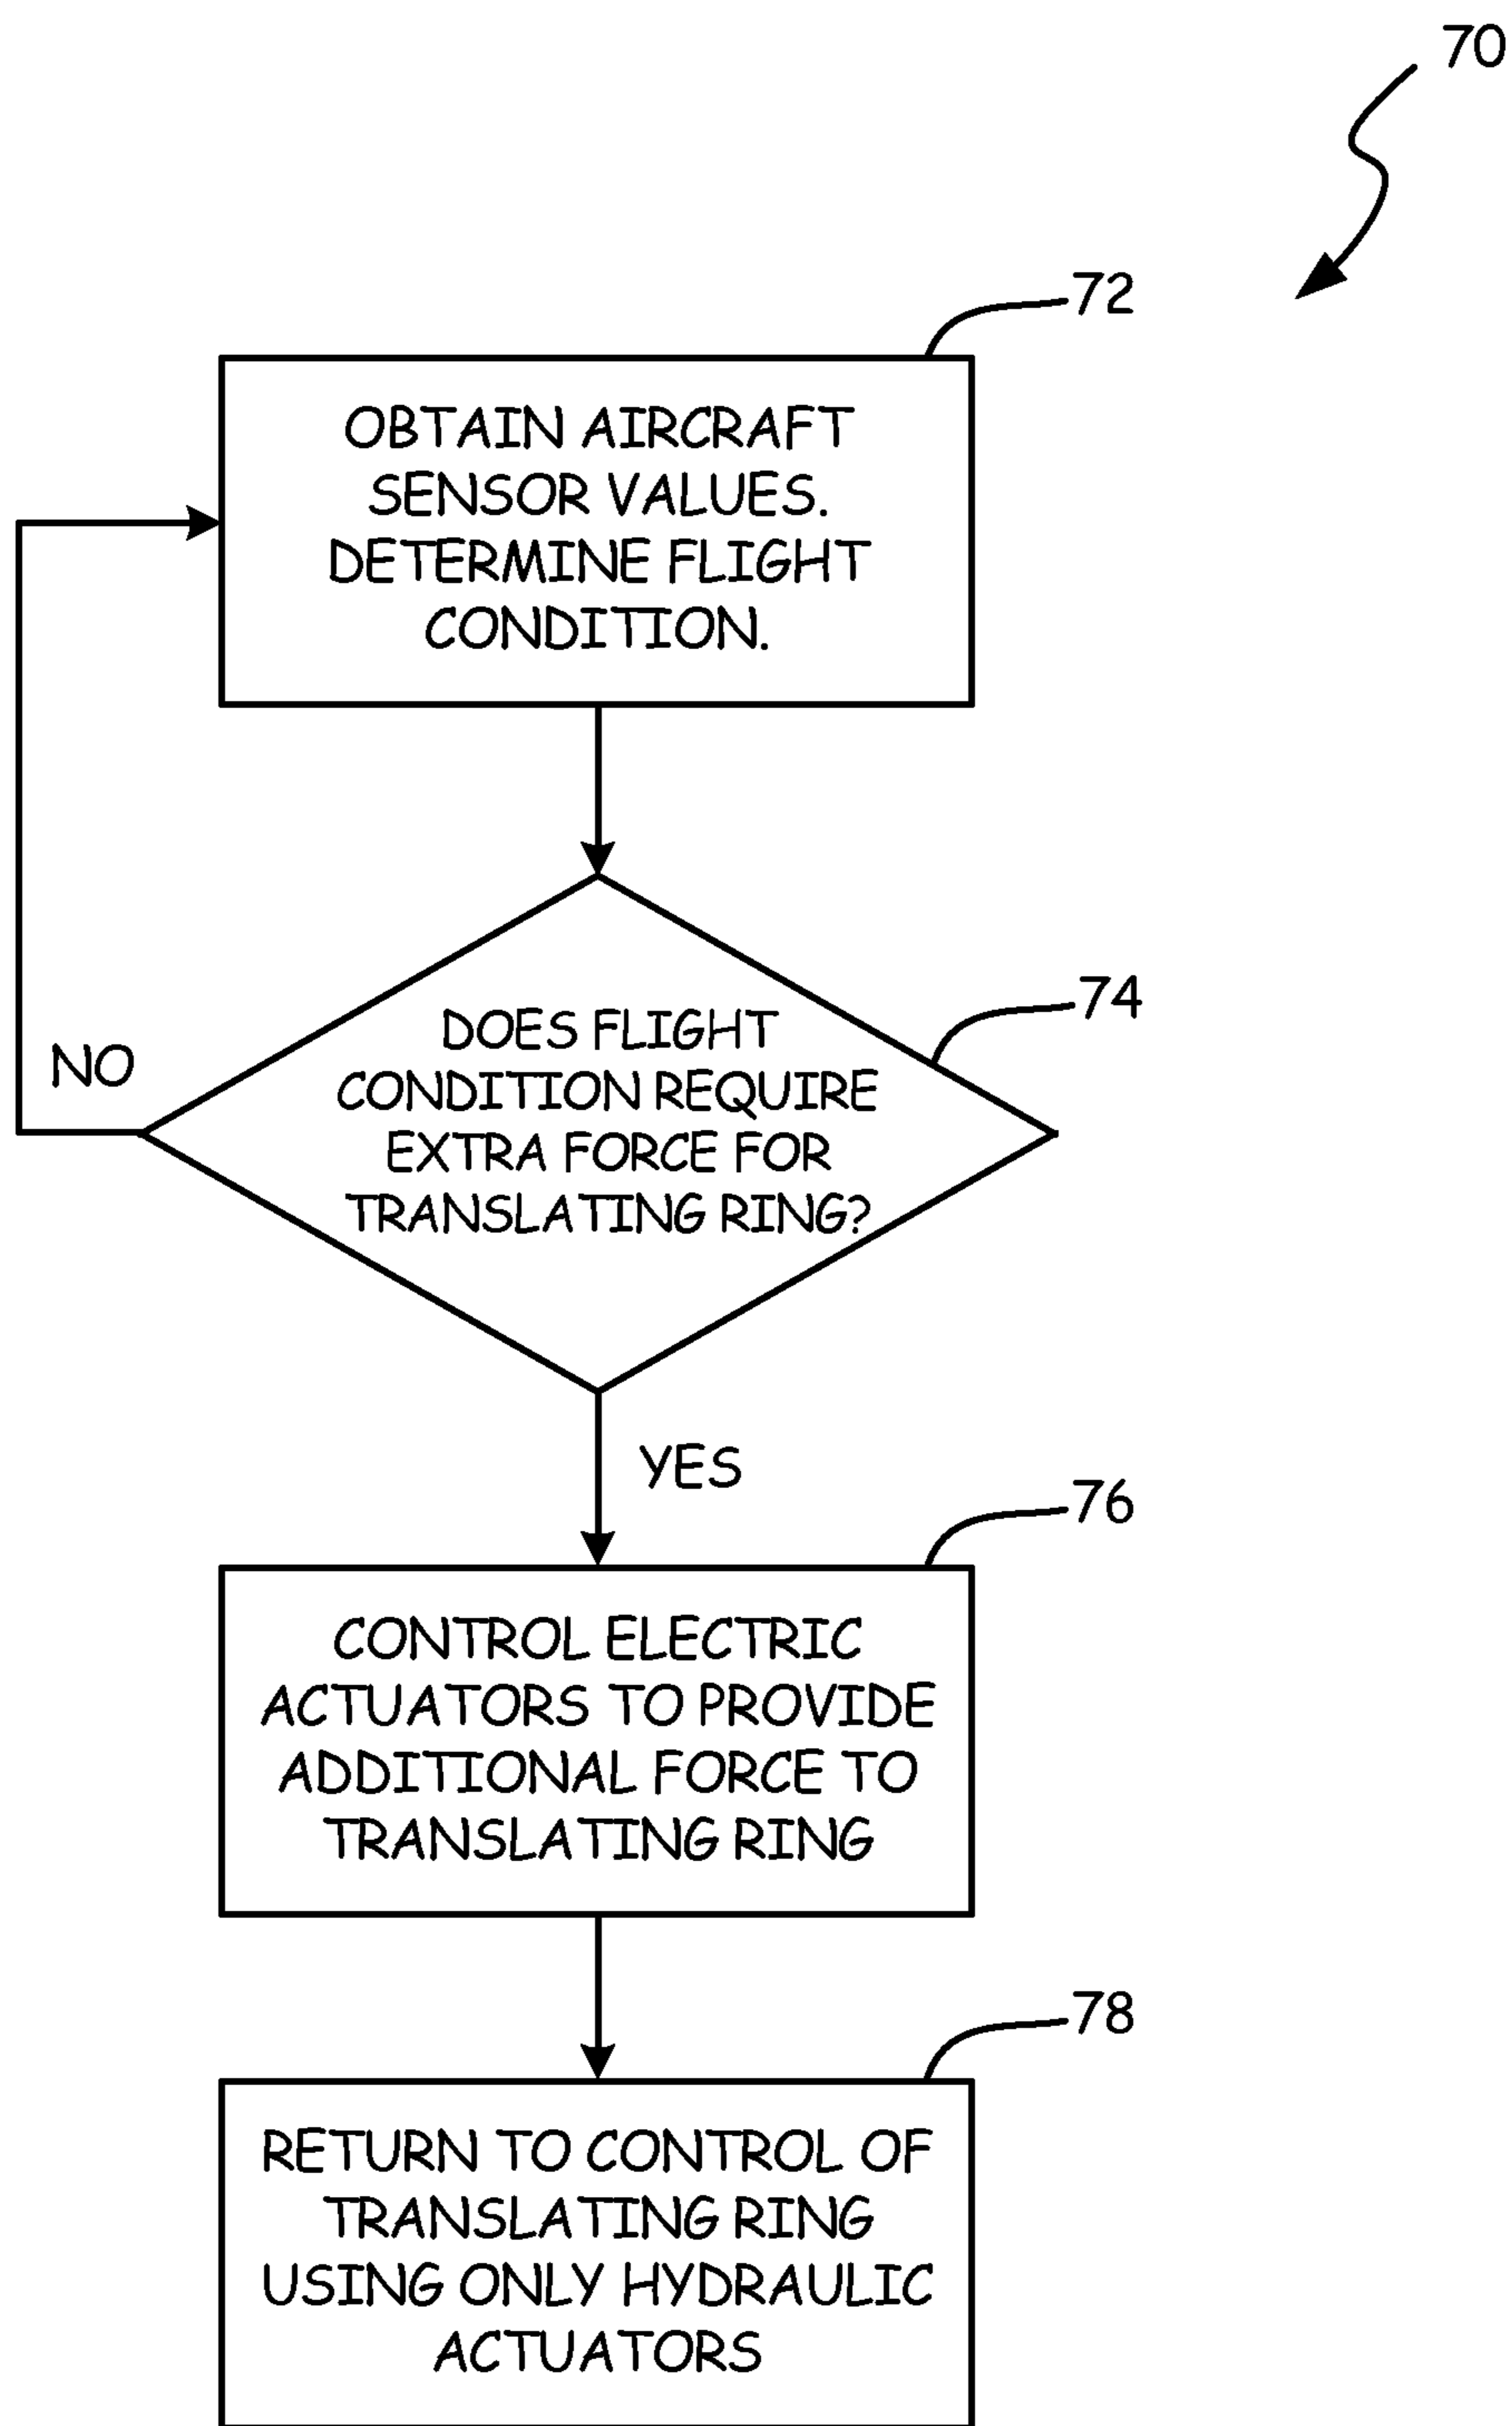 70
72
OBTAIN AIRCRAFT
SENSOR VALUES.
DETERMINE FLIGHT
CONDITION.
74
DOES FLIGHT
CONDITION REQUIRE
EXTRA FORCE FOR
TRANSLATING RING?
NO
YES
76
CONTROL ELECTRIC
ACTUATORS TO PROVIDE
ADDITIONAL FORCE TO
TRANSLATING RING
78
RETURN TO CONTROL OF
TRANSLATING RING
USING ONLY HYDRAULIC
ACTUATORS